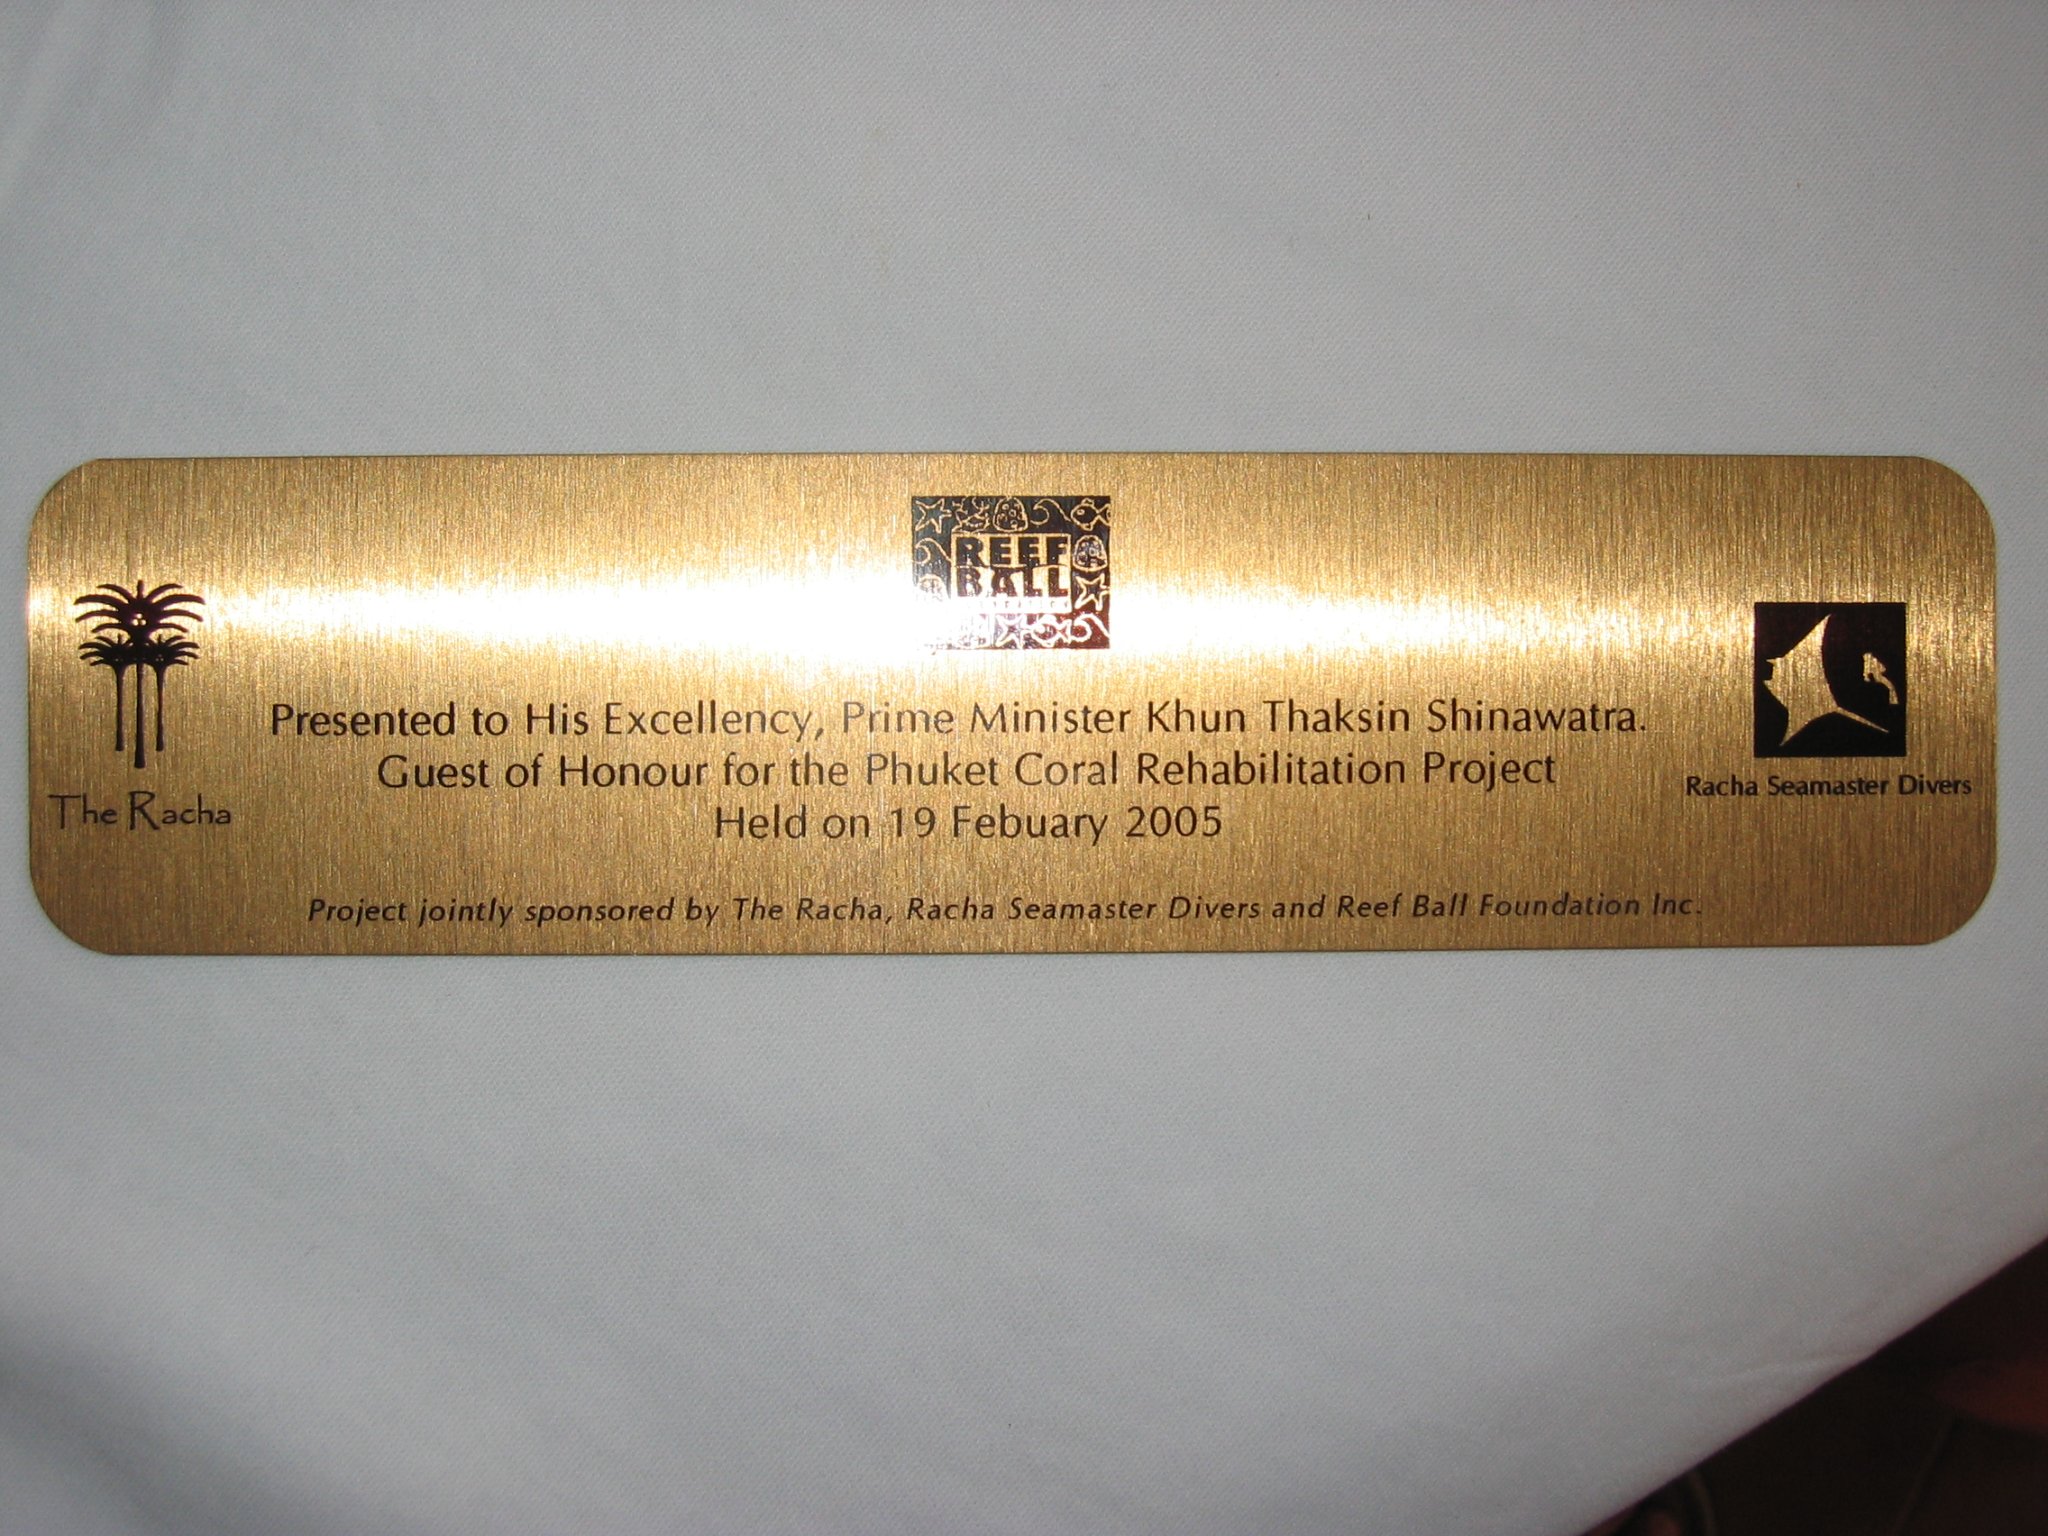 REEF
BALL
Presented to His Excellency, Prime Minister Khun Thaksin Shinawatra.
Guest of Honour for the Phuket Coral Rehabilitation Project
Held on 19 Febuary 2005
The Racha
Racha Seamaster Divers
Project jointly sponsored by The Racha, Racha Seamaster Divers and Reef Ball Foundation Inc.